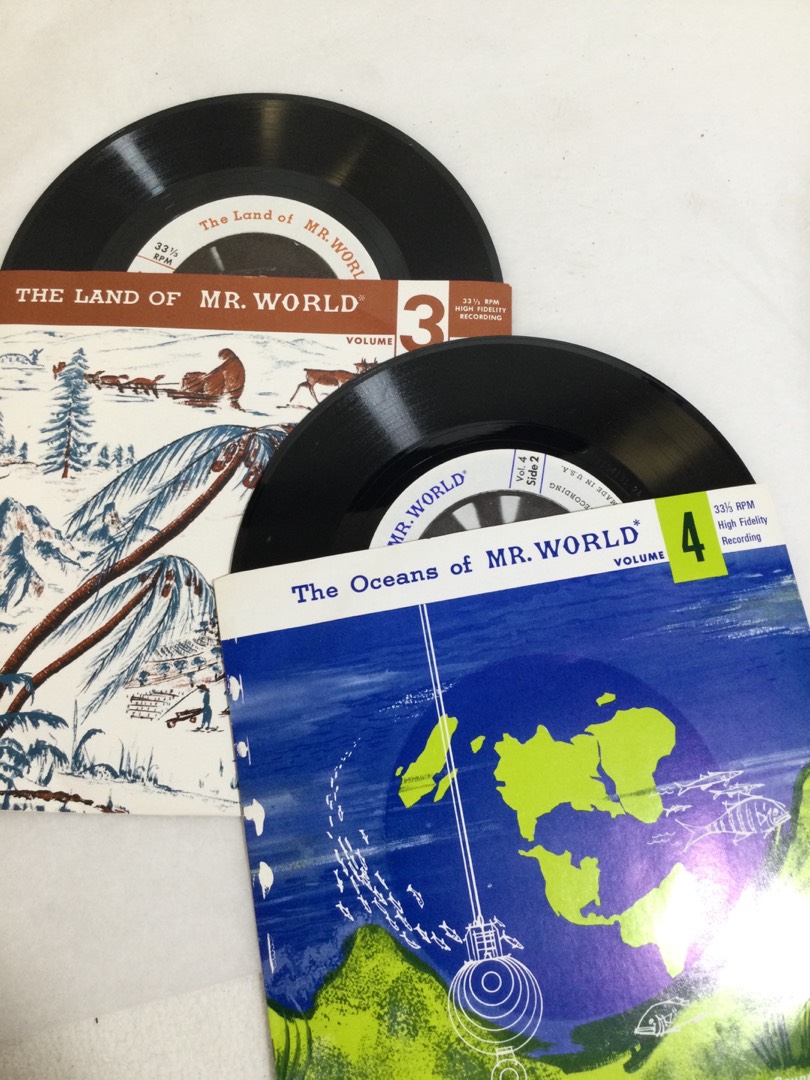 The Land of MR. WORL
33⅓
RPM
THE LAND OF MR. WORLD*
VOLUME 3
33⅓ RPM
HIGH FIDELITY
RECORDING
MR. WORLD*
Vol. 4
Side 2
RECORDING
MADE IN U.S.A.
The Oceans of MR. WORLD*
VOLUME 4
33⅓ RPM
High Fidelity
Recording